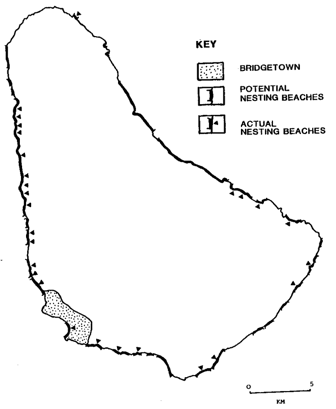 KEY
BRIDGETOWN
POTENTIAL
NESTING BEACHES
ACTUAL
NESTING BEACHES
0 5
KM